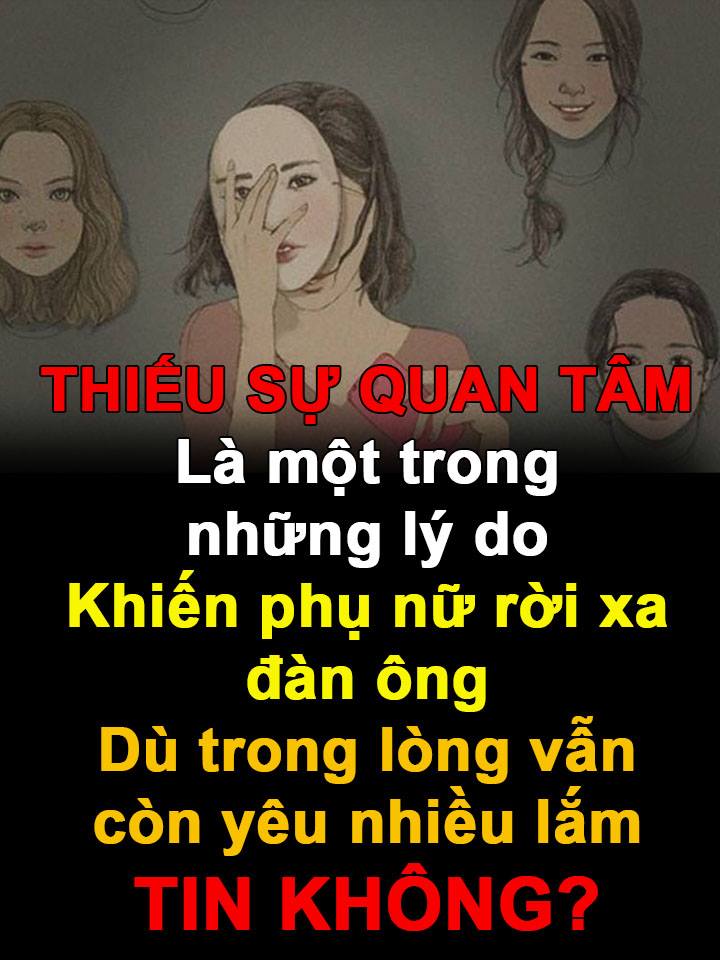 THIẾU SỰ QUAN TÂM
Là một trong
những lý do
Khiến phụ nữ rời xa
đàn ông
Dù trong lòng vẫn
còn yêu nhiều lắm
TIN KHÔNG?